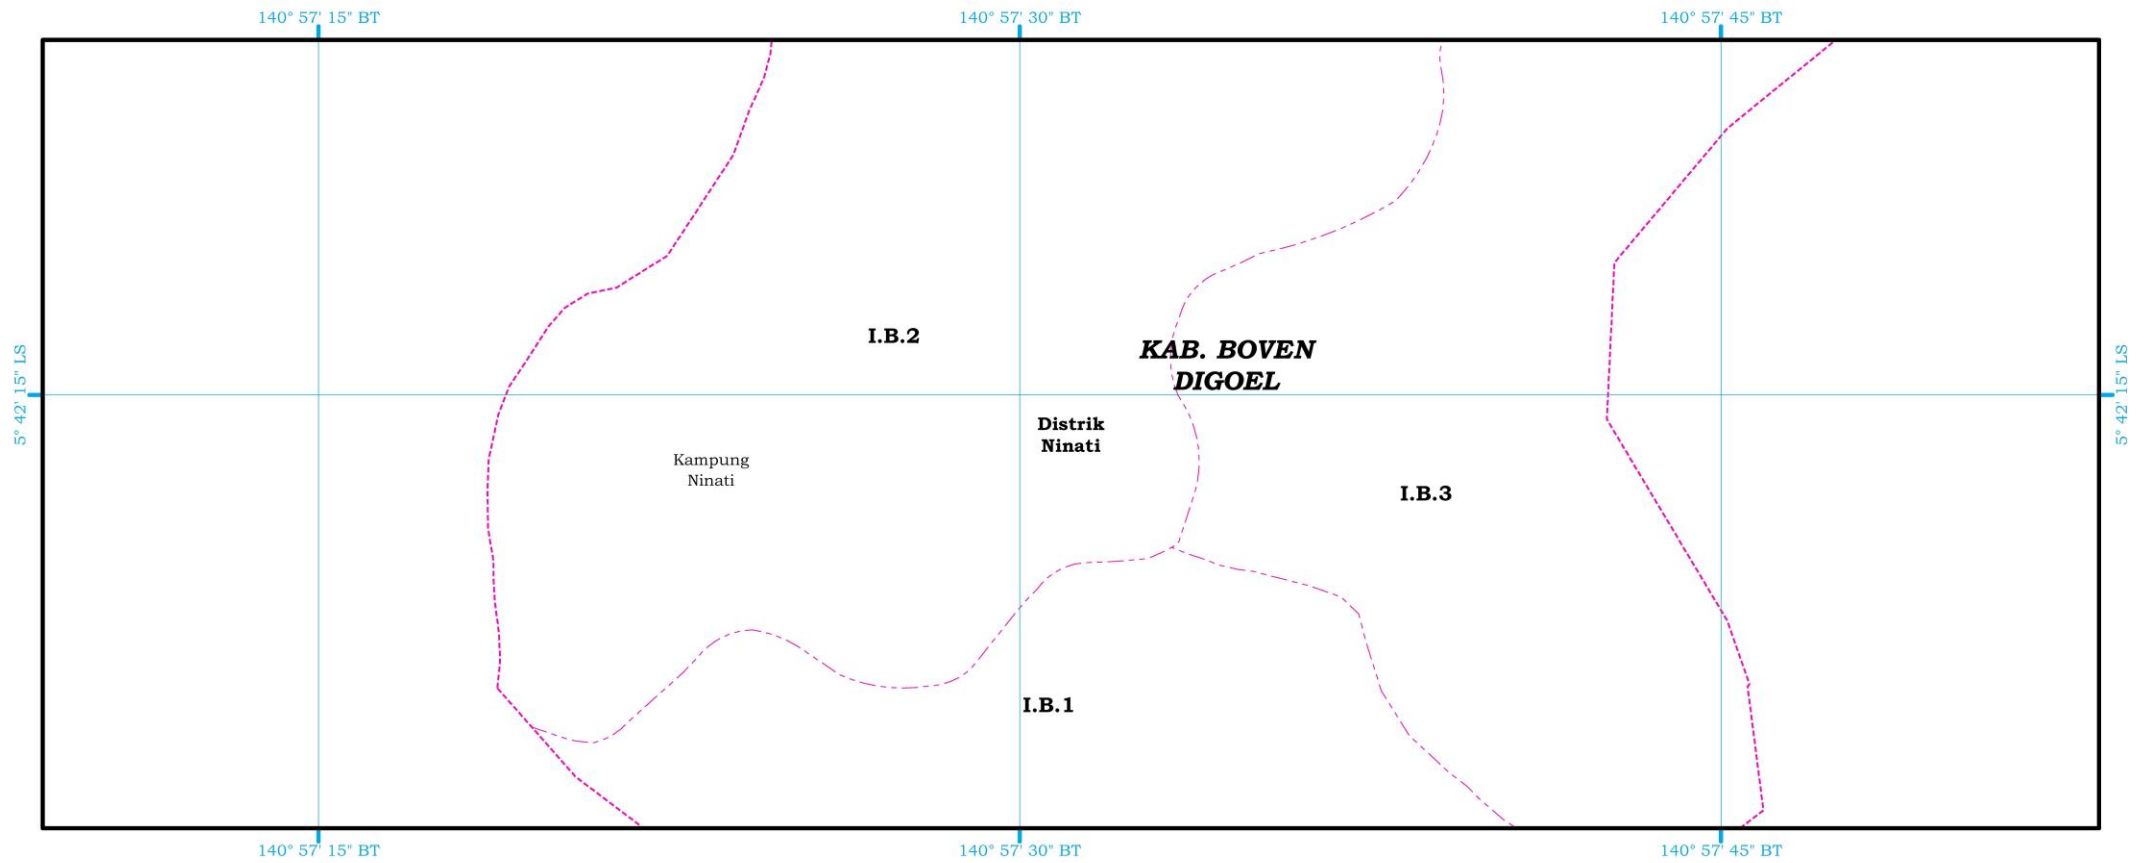 140° 57' 15" BT
140° 57' 30" BT
140° 57' 45" BT
I.B.2
KAB. BOVEN
DIGOEL
5° 42' 15" LS
5° 42' 15" LS
Distrik
Ninati
Kampung
Ninati
I.B.3
I.B.1
140° 57' 15" BT
140° 57' 30" BT
140° 57' 45" BT